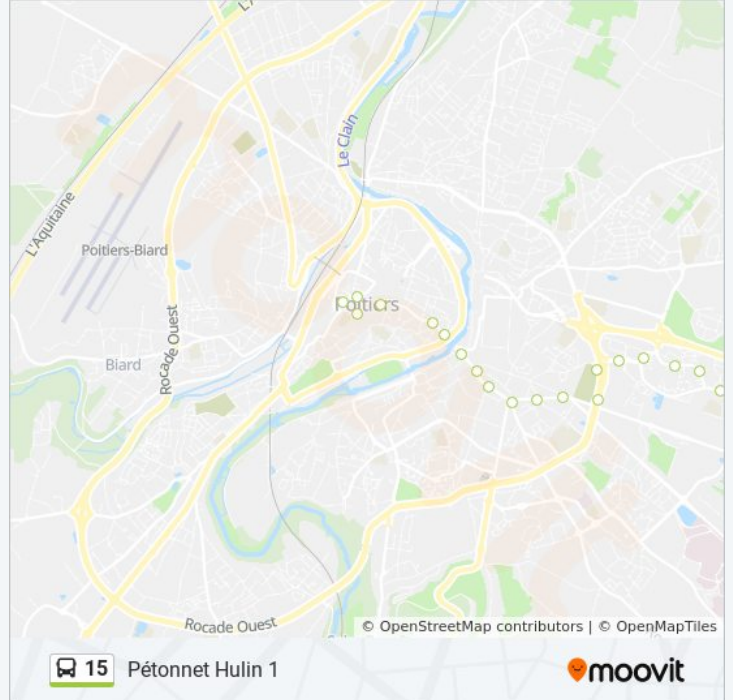 L'A
Le Clain
L'Aquitaine
Poitiers-Biard
Poitiers
Rocade Ouest
Biard
Rocade Ouest
© OpenStreetMap contributors | © OpenMapTiles
15 Pétonnet Hulin 1
moovit